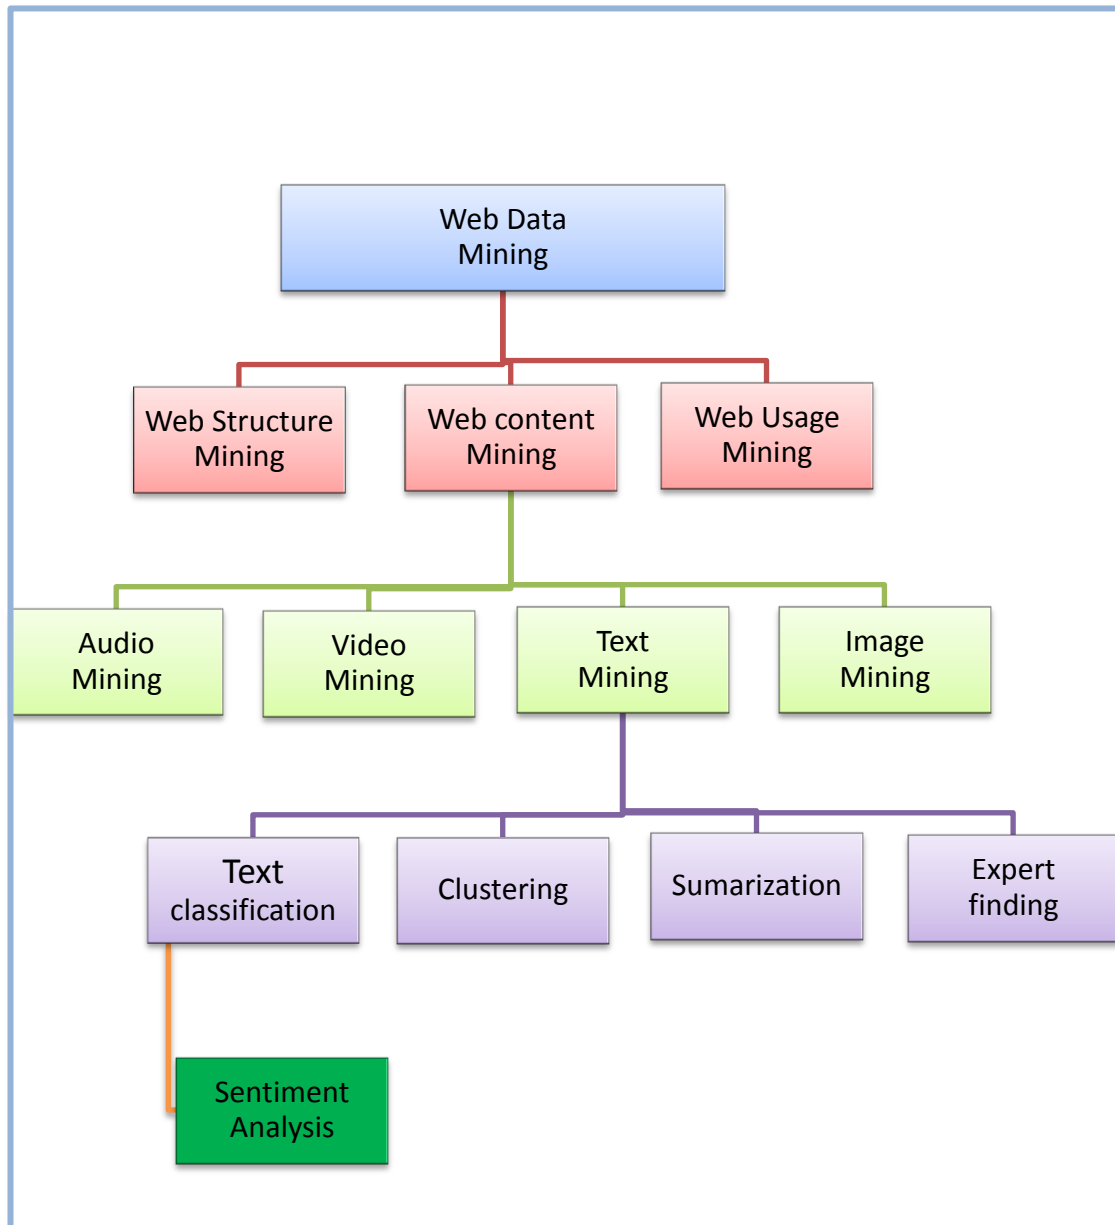 Web Data
Mining
Web Structure
Mining
Web content
Mining
Web Usage
Mining
Audio
Mining
Video
Mining
Text
Mining
Image
Mining
Text
classification
Clustering
Sumarization
Expert
finding
Sentiment
Analysis